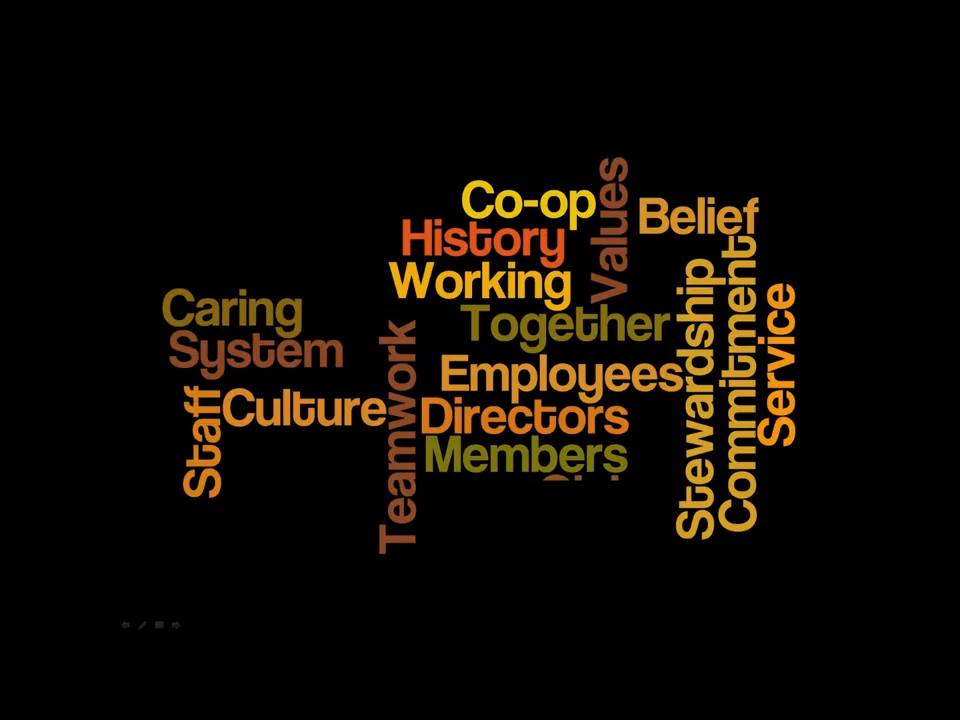 Co-op
Values
Belief
History
Working
Caring
Together
System
Employees
Stewardship
Commitment
Service
Staff
Culture
Teamwork
Directors
Members